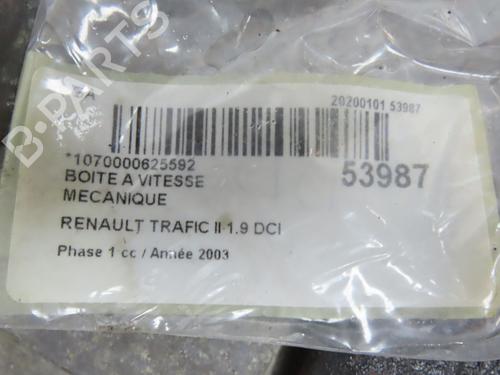 20200101 53987
*1070000625592
BOITE A VITESSE
MECANIQUE
53987
RENAULT TRAFIC II 1.9 DCI
Phase 1 cc / Année 2003
B-PARTS